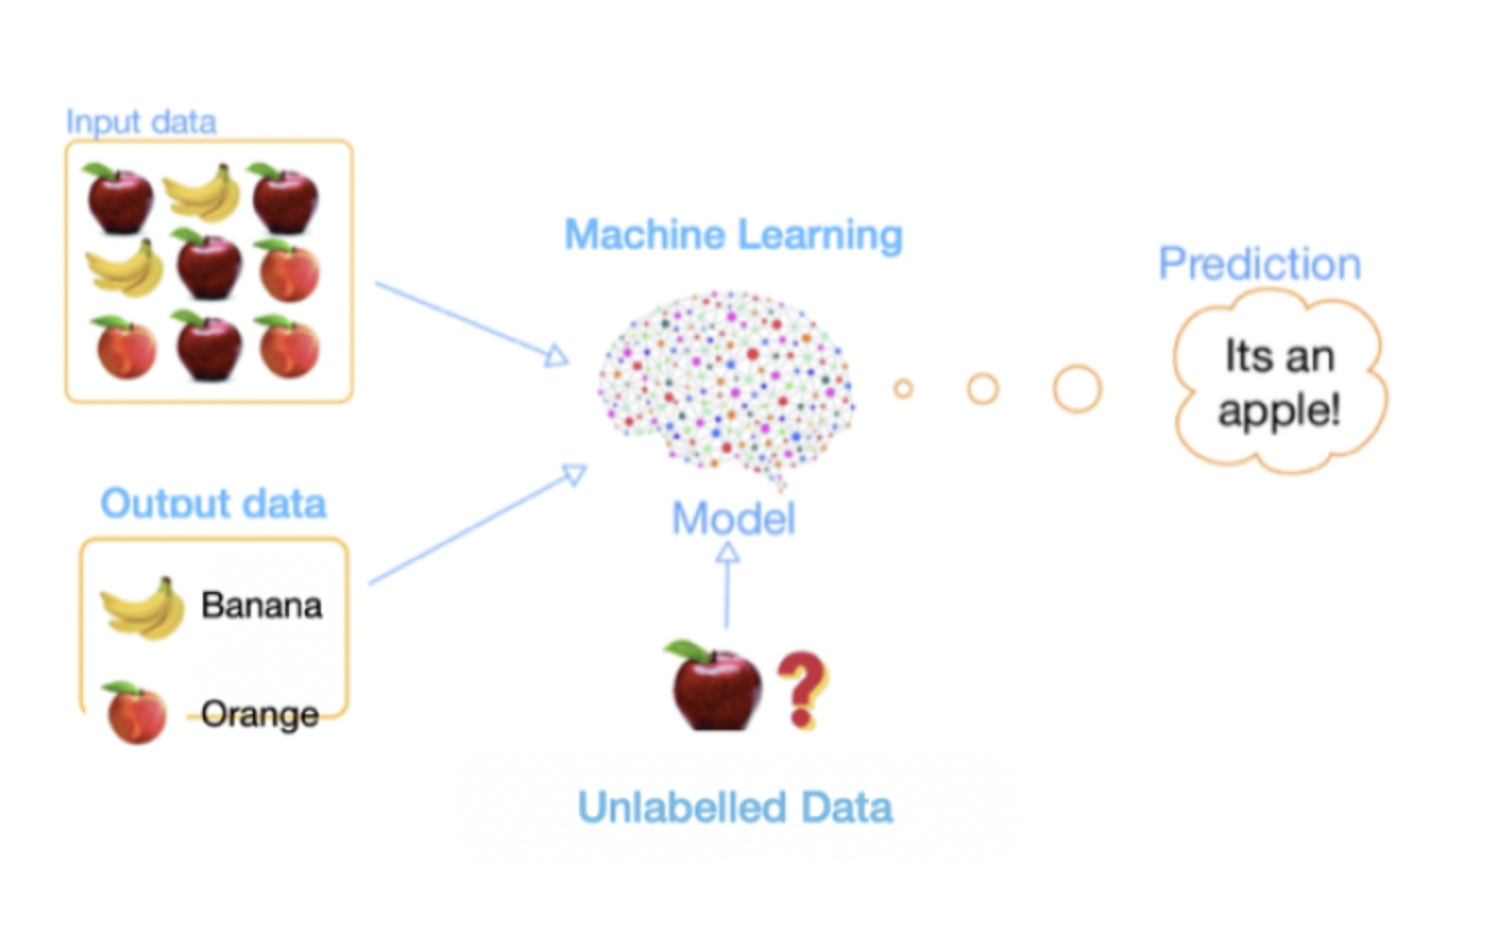 Input data
Machine Learning
Prediction
Its an
apple!
Output data
Model
Banana
Orange
Unlabelled Data